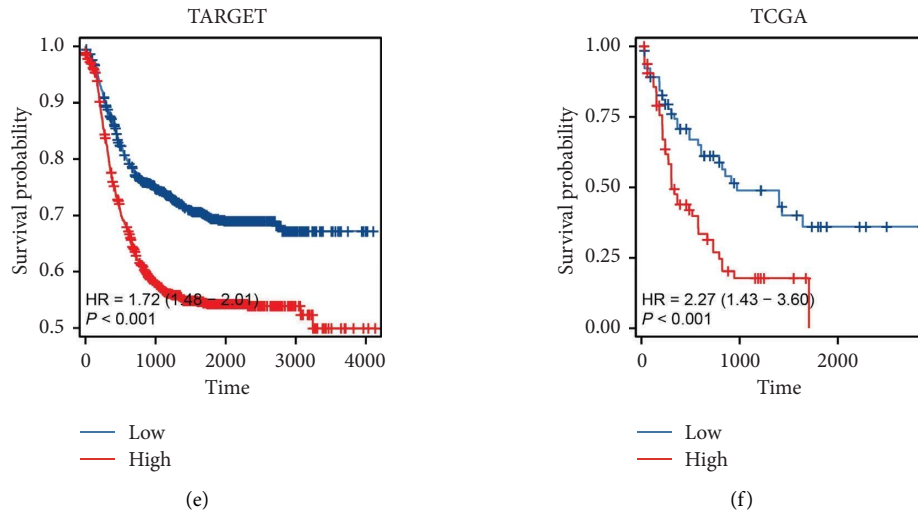 TARGET
Survival probability
1.0
0.9
0.8
0.7
0.6
0.5
HR = 1.72 (1.48 − 2.01)
P < 0.001
0 1000 2000 3000 4000
Time
Low
High
(e)
TCGA
Survival probability
1.00
0.75
0.50
0.25
0.00
HR = 2.27 (1.43 − 3.60)
P < 0.001
0 1000 2000
Time
Low
High
(f)